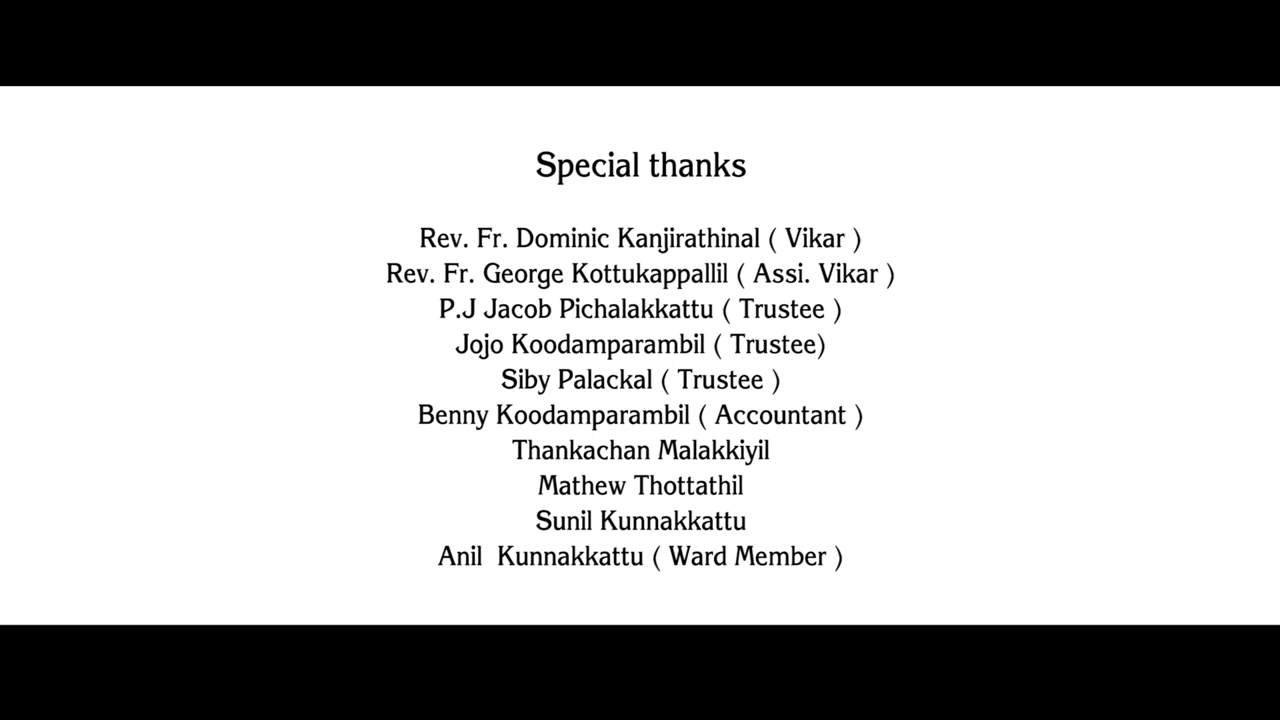 Special thanks
Rev. Fr. Dominic Kanjirathinal ( Vikar )
Rev. Fr. George Kottukappallil ( Assi. Vikar )
P.J Jacob Pichalakkattu ( Trustee )
Jojo Koodamparambil ( Trustee)
Siby Palackal ( Trustee )
Benny Koodamparambil ( Accountant )
Thankachan Malakkiyil
Mathew Thottathil
Sunil Kunnakkattu
Anil  Kunnakkattu ( Ward Member )